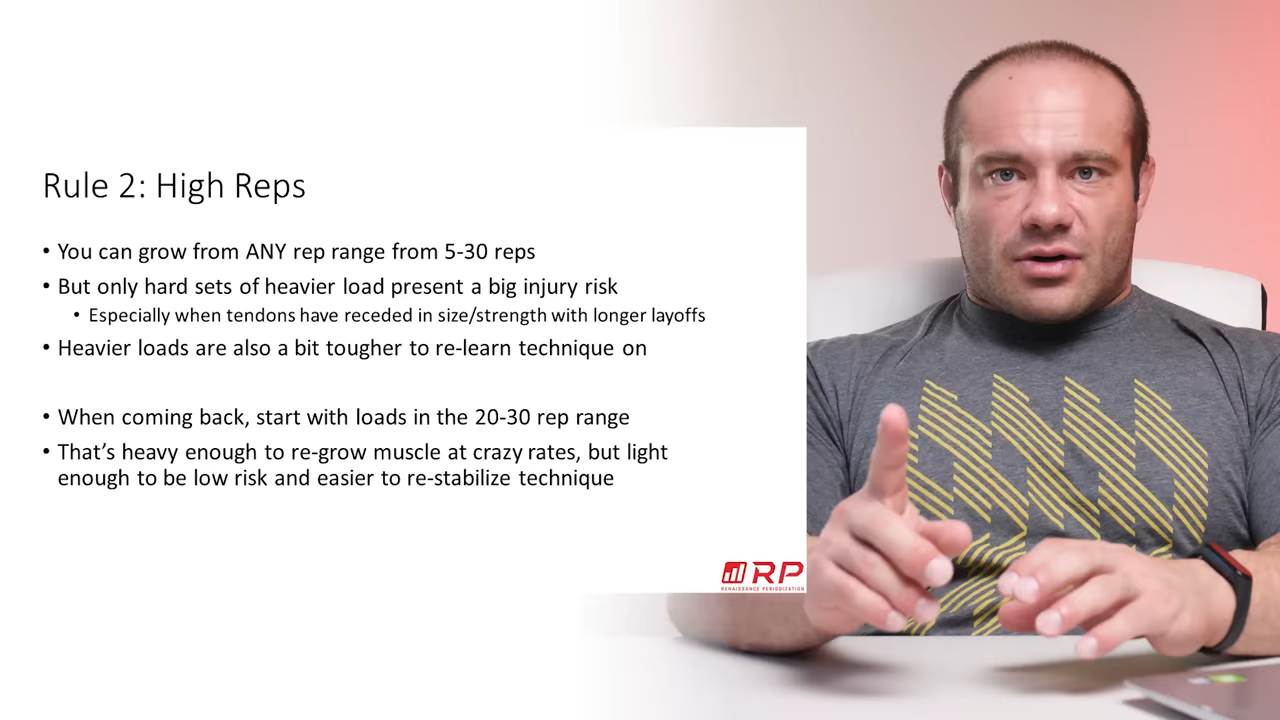 Rule 2: High Reps
• You can grow from ANY rep range from 5-30 reps
• But only hard sets of heavier load present a big injury risk
• Especially when tendons have receded in size/strength with longer layoffs
• Heavier loads are also a bit tougher to re-learn technique on
• When coming back, start with loads in the 20-30 rep range
• That’s heavy enough to re-grow muscle at crazy rates, but light
enough to be low risk and easier to re-stabilize technique
RP
RENAISSANCE PERIODIZATION